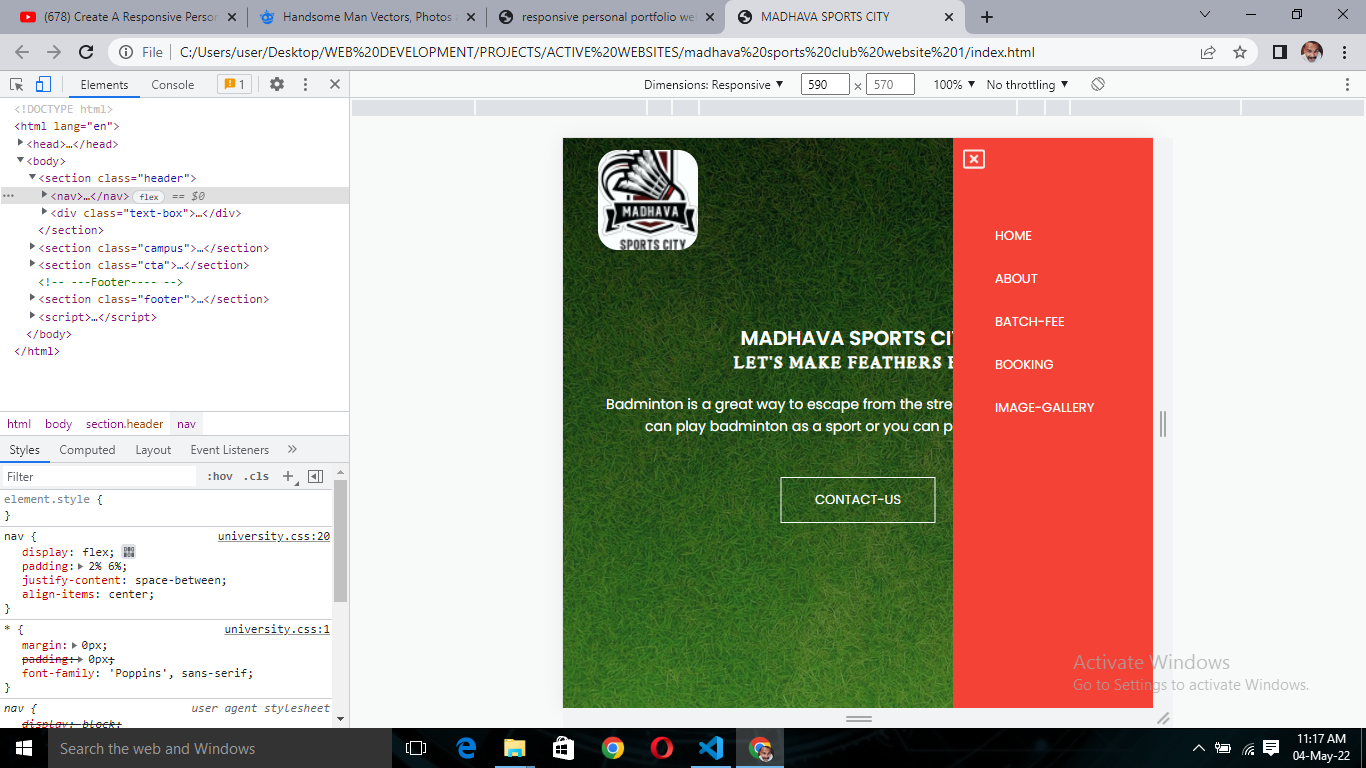 (678) Create A Responsive Person
Handsome Man Vectors, Photos a
responsive personal portfolio we
MADHAVA SPORTS CITY
File
C:/Users/user/Desktop/WEB%20DEVELOPMENT/PROJECTS/ACTIVE%20WEBSITES/madhava%20sports%20club%20website%201/index.html
Elements
Console
1
Dimensions: Responsive
590
×
570
100%
No throttling
<!DOCTYPE html>
<html lang="en">
<head>…</head>
<body>
<section class="header">
<nav>…</nav> flex == $0
<div class="text-box">…</div>
</section>
<section class="campus">…</section>
<section class="cta">…</section>
<!-- ---Footer---- -->
<section class="footer">…</section>
<script>…</script>
</body>
</html>
html body section.header nav
Styles Computed Layout Event Listeners »
Filter
:hov .cls +
element.style {
}
nav { university.css:20
display: flex;
padding: 2% 6%;
justify-content: space-between;
align-items: center;
}
* { university.css:1
margin: 0px;
padding: 0px;
font-family: 'Poppins', sans-serif;
}
nav { user agent stylesheet
display: block;
MADHAVA
SPORTS CITY
MADHAVA SPORTS CI
LET'S MAKE FEATHERS
Badminton is a great way to escape from the stre
can play badminton as a sport or you can p
CONTACT-US
HOME
ABOUT
BATCH-FEE
BOOKING
IMAGE-GALLERY
Activate Windows
Go to Settings to activate Windows.
Search the web and Windows
11:17 AM
04-May-22